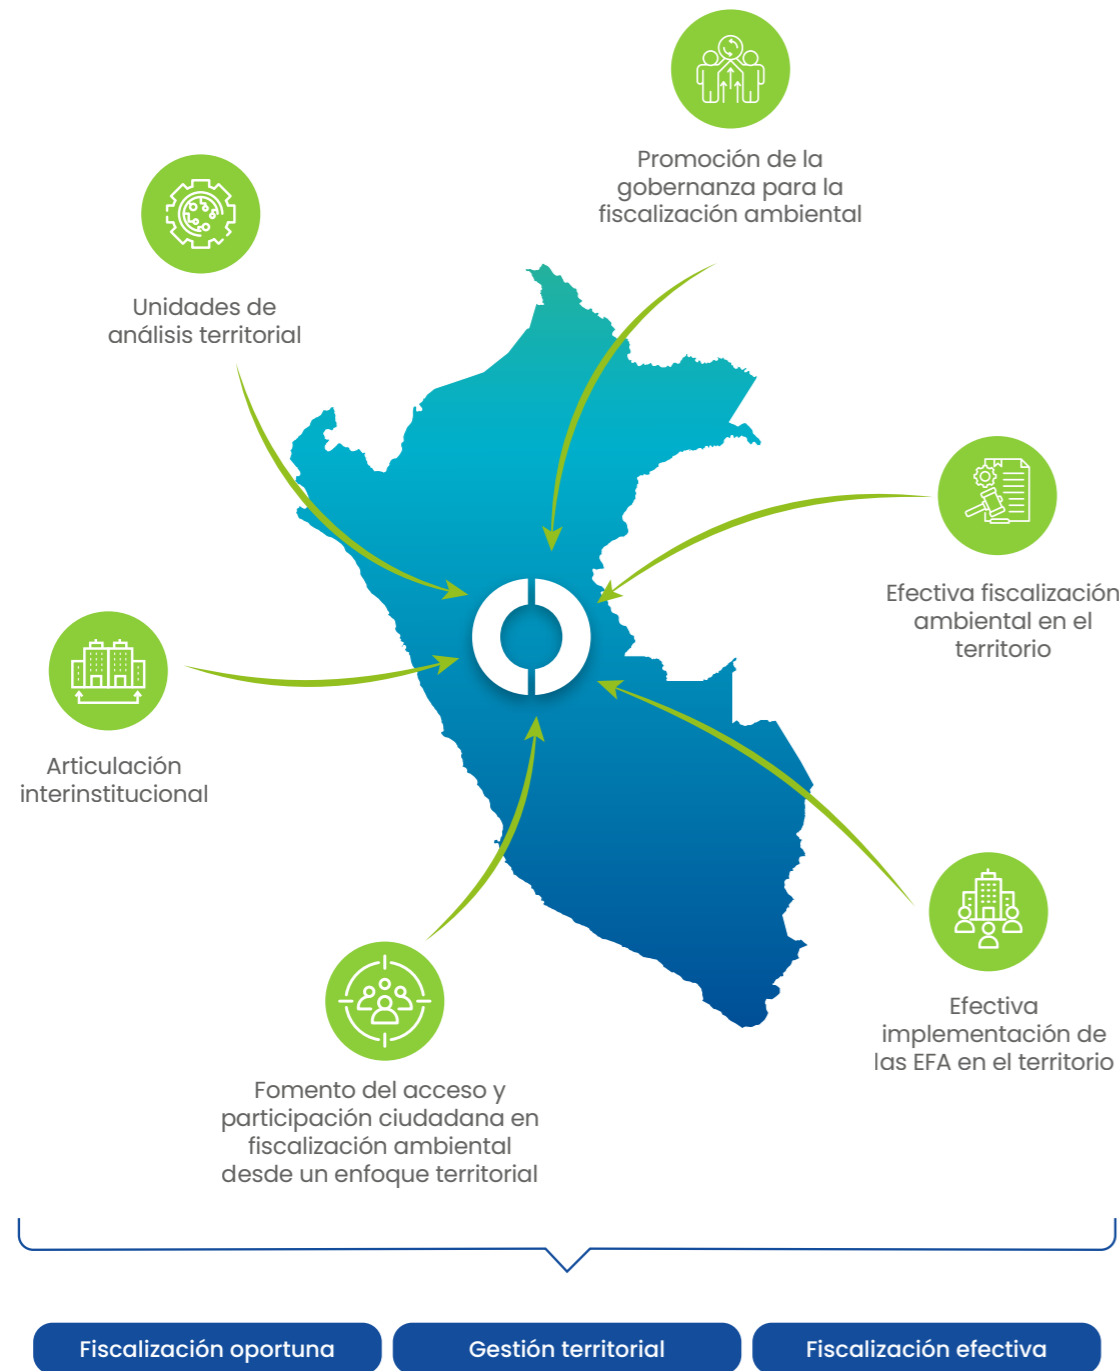 Promoción de la
gobernanza para la
fiscalización ambiental
Unidades de
análisis territorial
Efectiva fiscalización
ambiental en el
territorio
Articulación
interinstitucional
Efectiva
implementación de
las EFA en el territorio
Fomento del acceso y
participación ciudadana en
fiscalización ambiental
desde un enfoque territorial
Fiscalización oportuna
Gestión territorial
Fiscalización efectiva